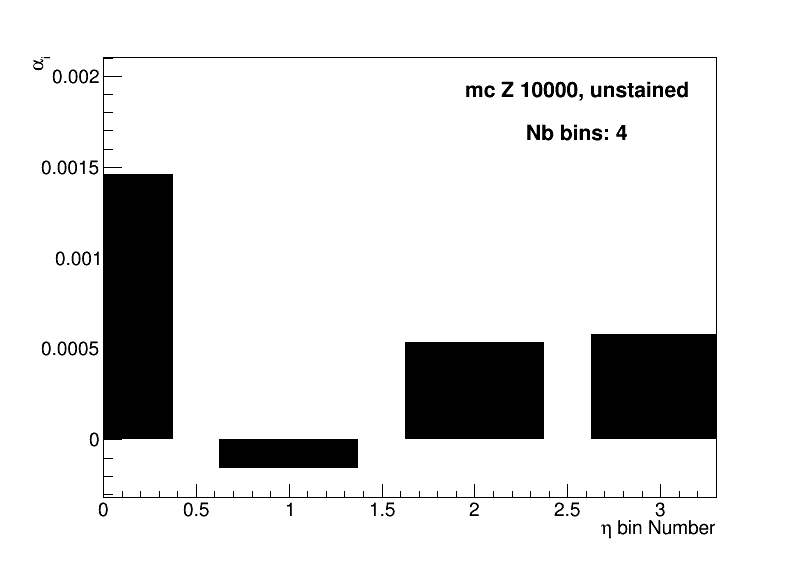 αi
0.002
mc Z 10000, unstained
Nb bins: 4
0.0015
0.001
0.0005
0
0 0.5 1 1.5 2 2.5 3
η bin Number